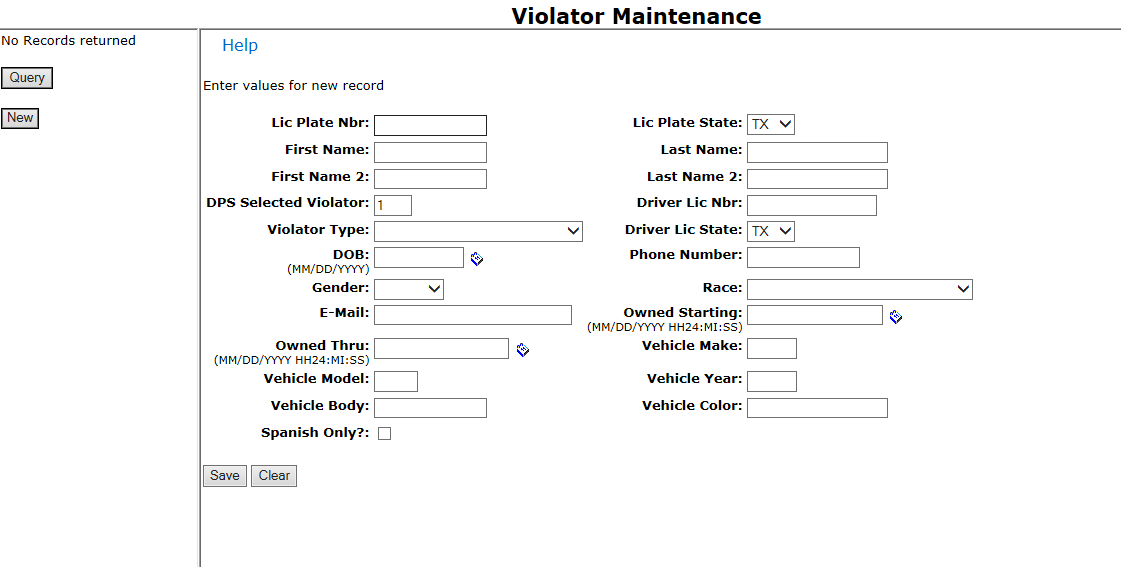 Violator Maintenance
No Records returned
Query
New
Help
Enter values for new record
Lic Plate Nbr: Lic Plate State: TX
First Name: Last Name:
First Name 2: Last Name 2:
DPS Selected Violator: 1 Driver Lic Nbr:
Violator Type: Driver Lic State: TX
DOB: Phone Number:
(MM/DD/YYYY)
Gender: Race:
E-Mail: Owned Starting:
(MM/DD/YYYY HH24:MI:SS)
Owned Thru: Vehicle Make:
(MM/DD/YYYY HH24:MI:SS)
Vehicle Model: Vehicle Year:
Vehicle Body: Vehicle Color:
Spanish Only?:
Save Clear